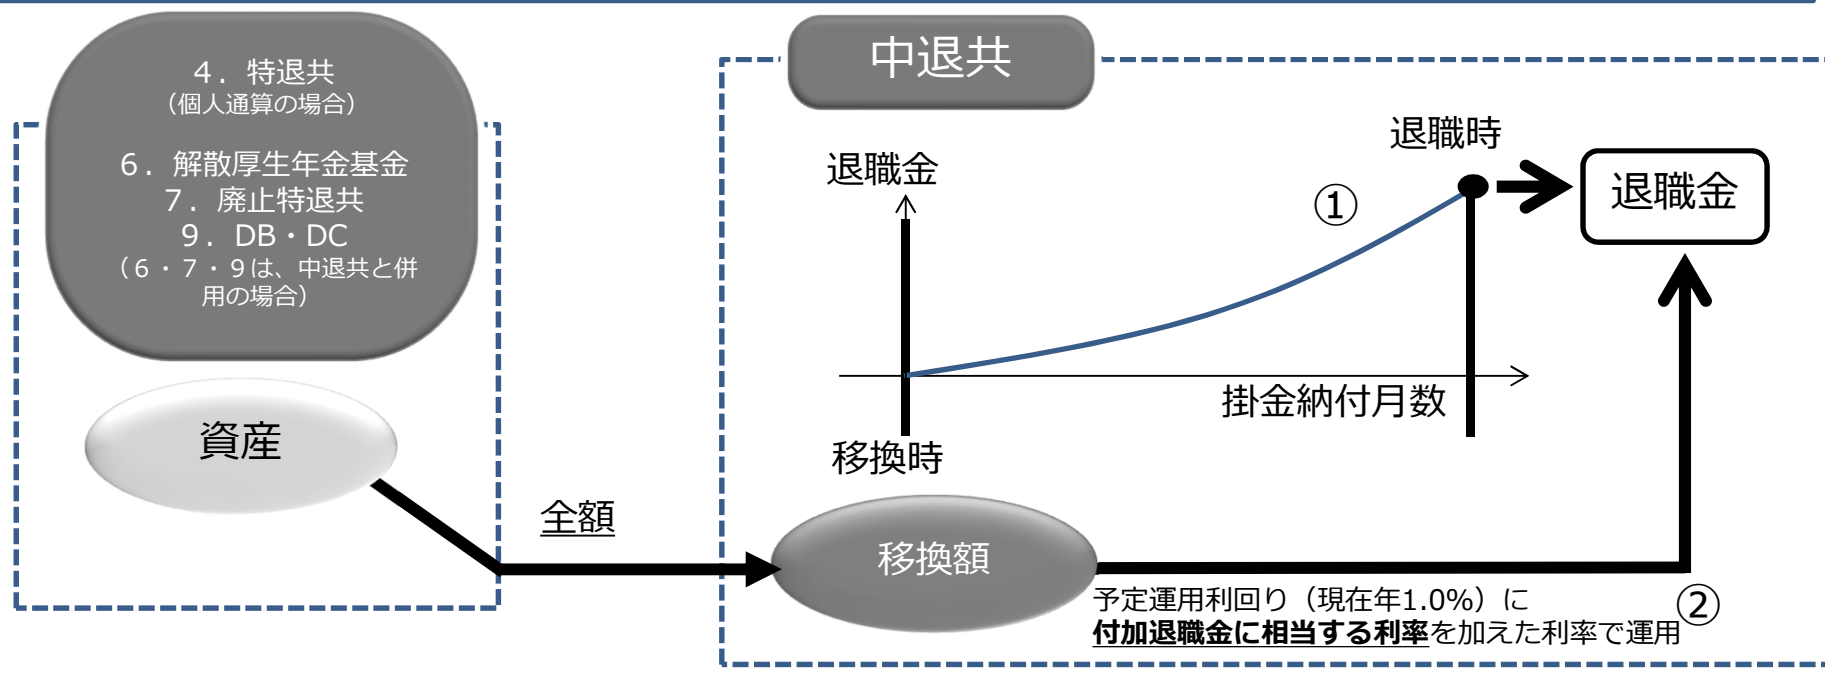 ４．特退共
（個人通算の場合）
６．解散厚生年金基金
７．廃止特退共
９．DB・DC
（６・７・９は、中退共と併
用の場合）
資産
全額
中退共
退職金
①
退職時
退職金
掛金納付月数
移換時
移換額
予定運用利回り（現在年1.0%）に
付加退職金に相当する利率を加えた利率で運用
②